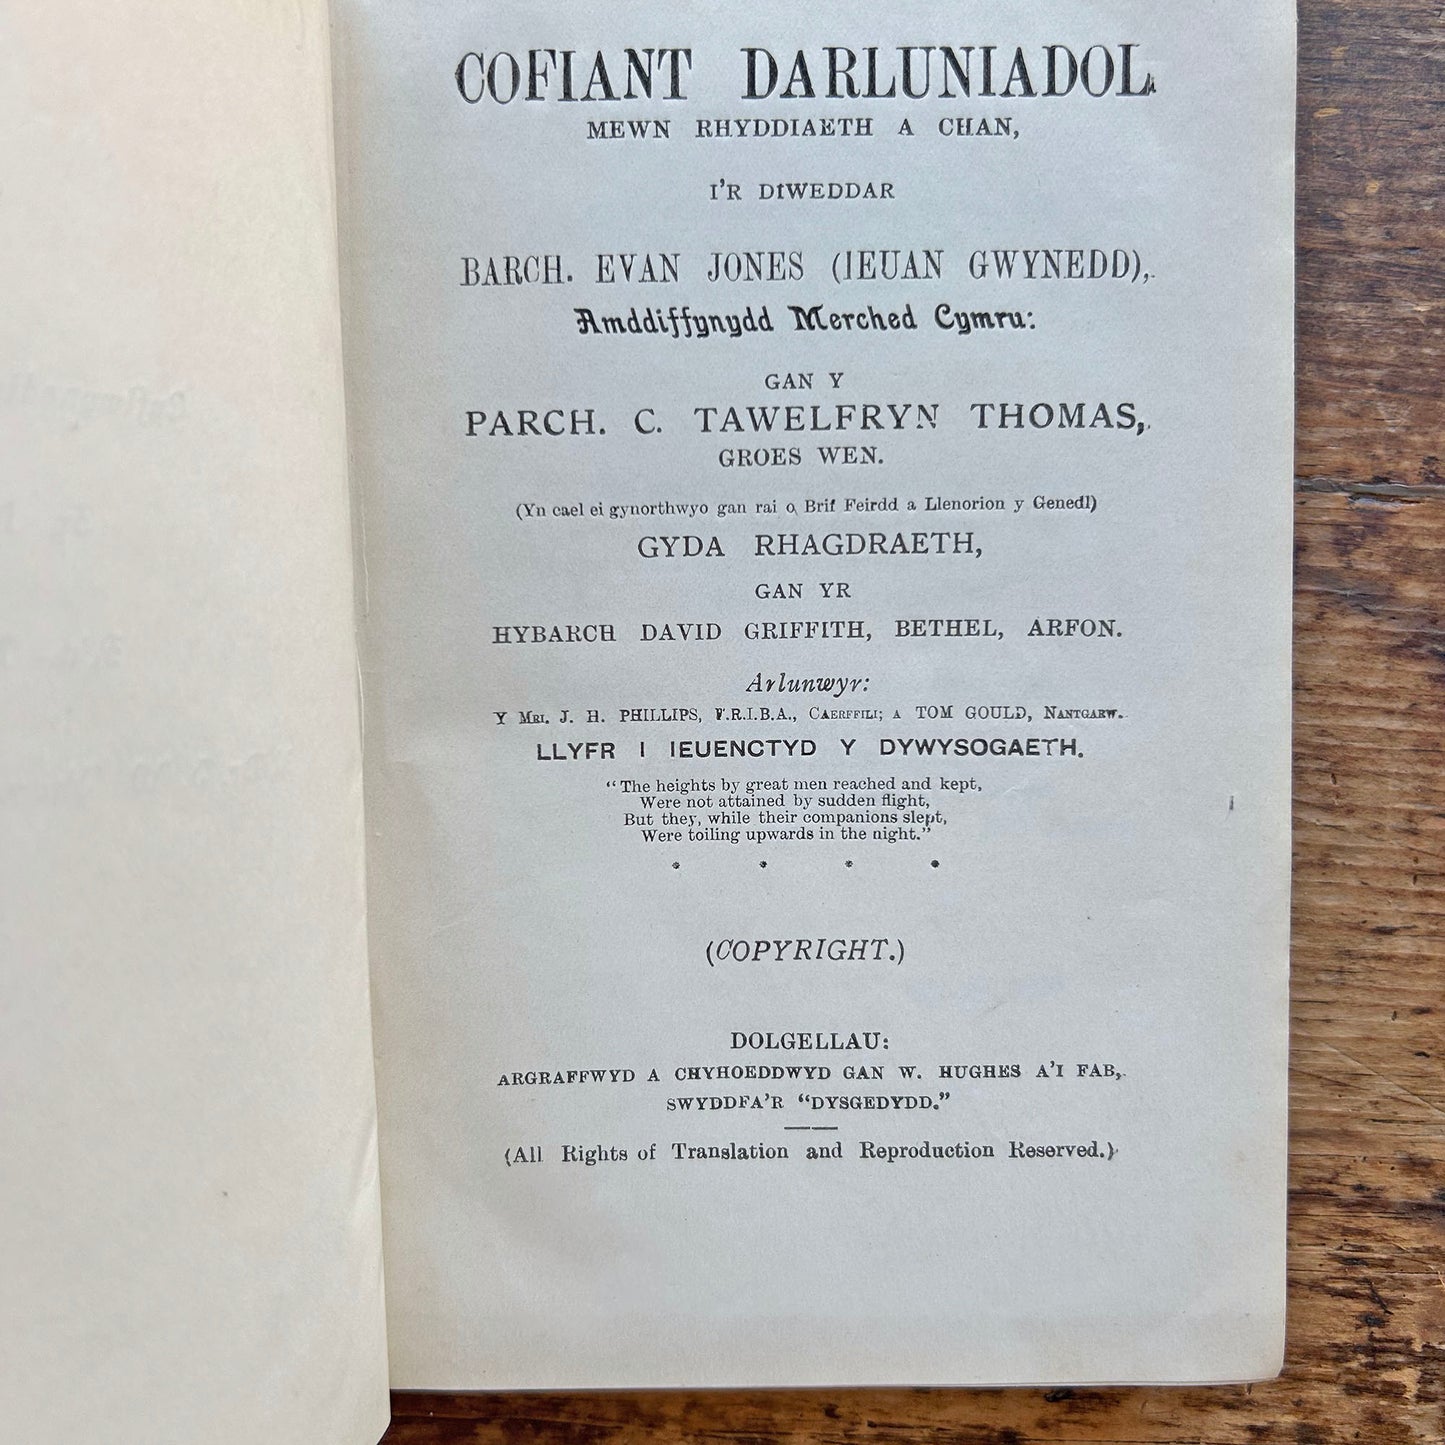 COFIANT DARLUNIADOL
MEWN RHYDDIAETH A CHAN,
I'R DIWEDDAR
BARCH. EVAN JONES (IEUAN GWYNEDD),
Amddiffynydd Merched Cymru:
GAN Y
PARCH. C. TAWELFRYN THOMAS,
GROES WEN.
(Yn cael ei gynorthwyo gan rai o Brif Feirdd a Llenorion y Genedl)
GYDA RHAGDRAETH,
GAN YR
HYBARCH DAVID GRIFFITH, BETHEL, ARFON.
Arlunwyr:
Y MRI. J. H. PHILLIPS, F.R.I.B.A., CAERFFILI; A TOM GOULD, NANTGARW.
LLYFR I IEUENCTYD Y DYWYSOGAETH.
"The heights by great men reached and kept,
Were not attained by sudden flight,
But they, while their companions slept,
Were toiling upwards in the night."
* * * *
(COPYRIGHT.)
DOLGELLAU:
ARGRAFFWYD A CHYHOEDDWYD GAN W. HUGHES A'I FAB,
SWYDDFA'R "DYSGEDYDD."
(All Rights of Translation and Reproduction Reserved.)